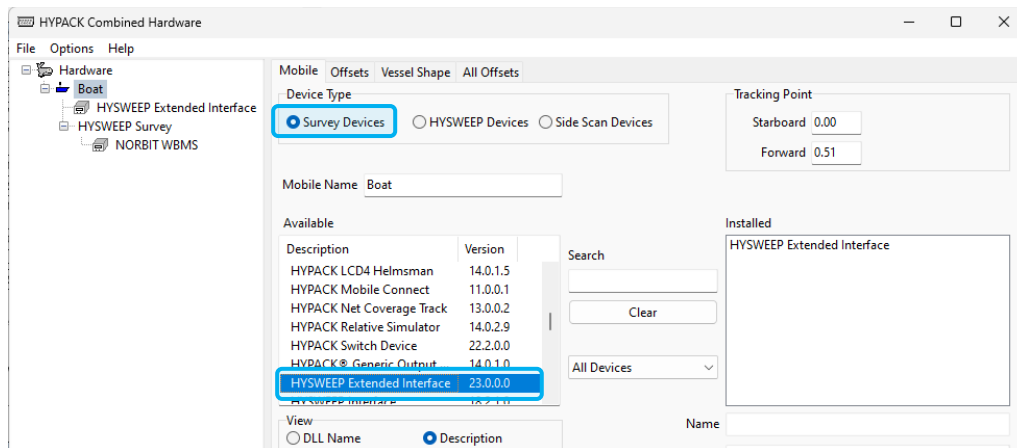 HYPACK Combined Hardware
File Options Help
Hardware
Boat
HYSWEEP Extended Interface
HYSWEEP Survey
NORBIT WBMS
Mobile Offsets Vessel Shape All Offsets
Device Type
Survey Devices HYSWEEP Devices Side Scan Devices
Tracking Point
Starboard 0.00
Forward 0.51
Mobile Name Boat
Available
Description Version
HYPACK LCD4 Helmsman 14.0.1.5
HYPACK Mobile Connect 11.0.0.1
HYPACK Net Coverage Track 13.0.0.2
HYPACK Relative Simulator 14.0.2.9
HYPACK Switch Device 22.2.0.0
HYPACK® Generic Output ... 14.0.1.0
HYSWEEP Extended Interface 23.0.0.0
HYSWEEP Interface
Search
Clear
All Devices
Installed
HYSWEEP Extended Interface
Name
View
DLL Name Description